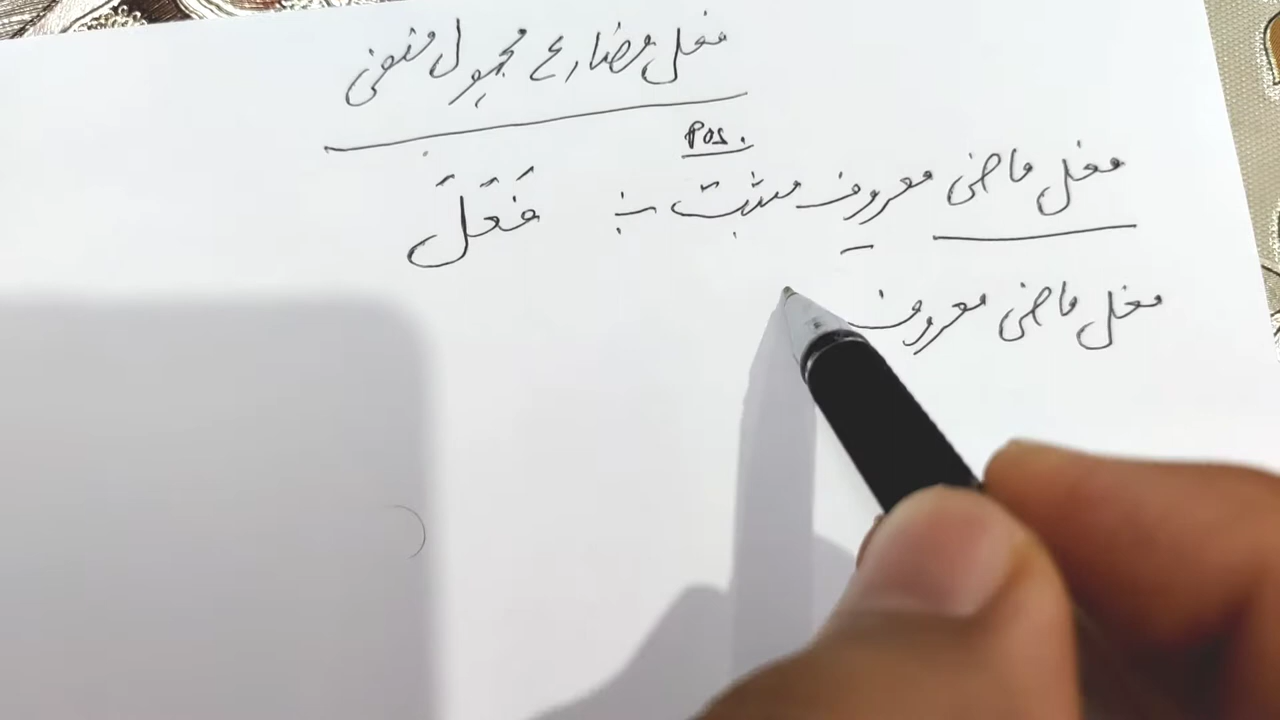 فعل مضارع مجہول منفی
Pos.
فعل ماضی معروف مثبت :- فَعَلَ
فعل ماضی معروف